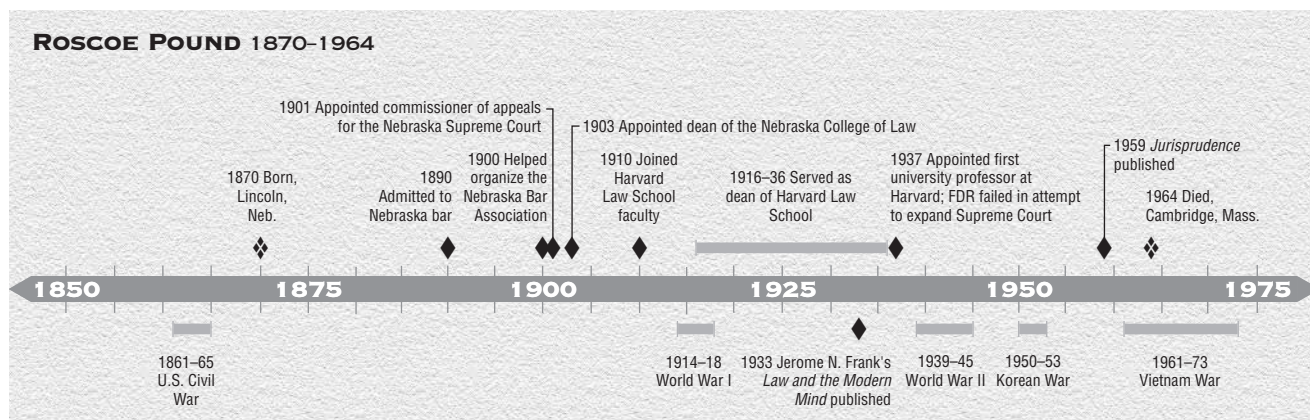 ROSCOE POUND 1870–1964
1901 Appointed commissioner of appeals
for the Nebraska Supreme Court
1903 Appointed dean of the Nebraska College of Law
1959 Jurisprudence
published
1870 Born,
Lincoln,
Neb.
1890
Admitted to
Nebraska bar
1900 Helped
organize the
Nebraska Bar
Association
1910 Joined
Harvard
Law School
faculty
1916–36 Served as
dean of Harvard Law
School
1937 Appointed first
university professor at
Harvard; FDR failed in attempt
to expand Supreme Court
1964 Died,
Cambridge, Mass.
1850 1875 1900 1925 1950 1975
1861–65
U.S. Civil
War
1914–18
World War I
1933 Jerome N. Frank's
Law and the Modern
Mind published
1939–45
World War II
1950–53
Korean War
1961–73
Vietnam War